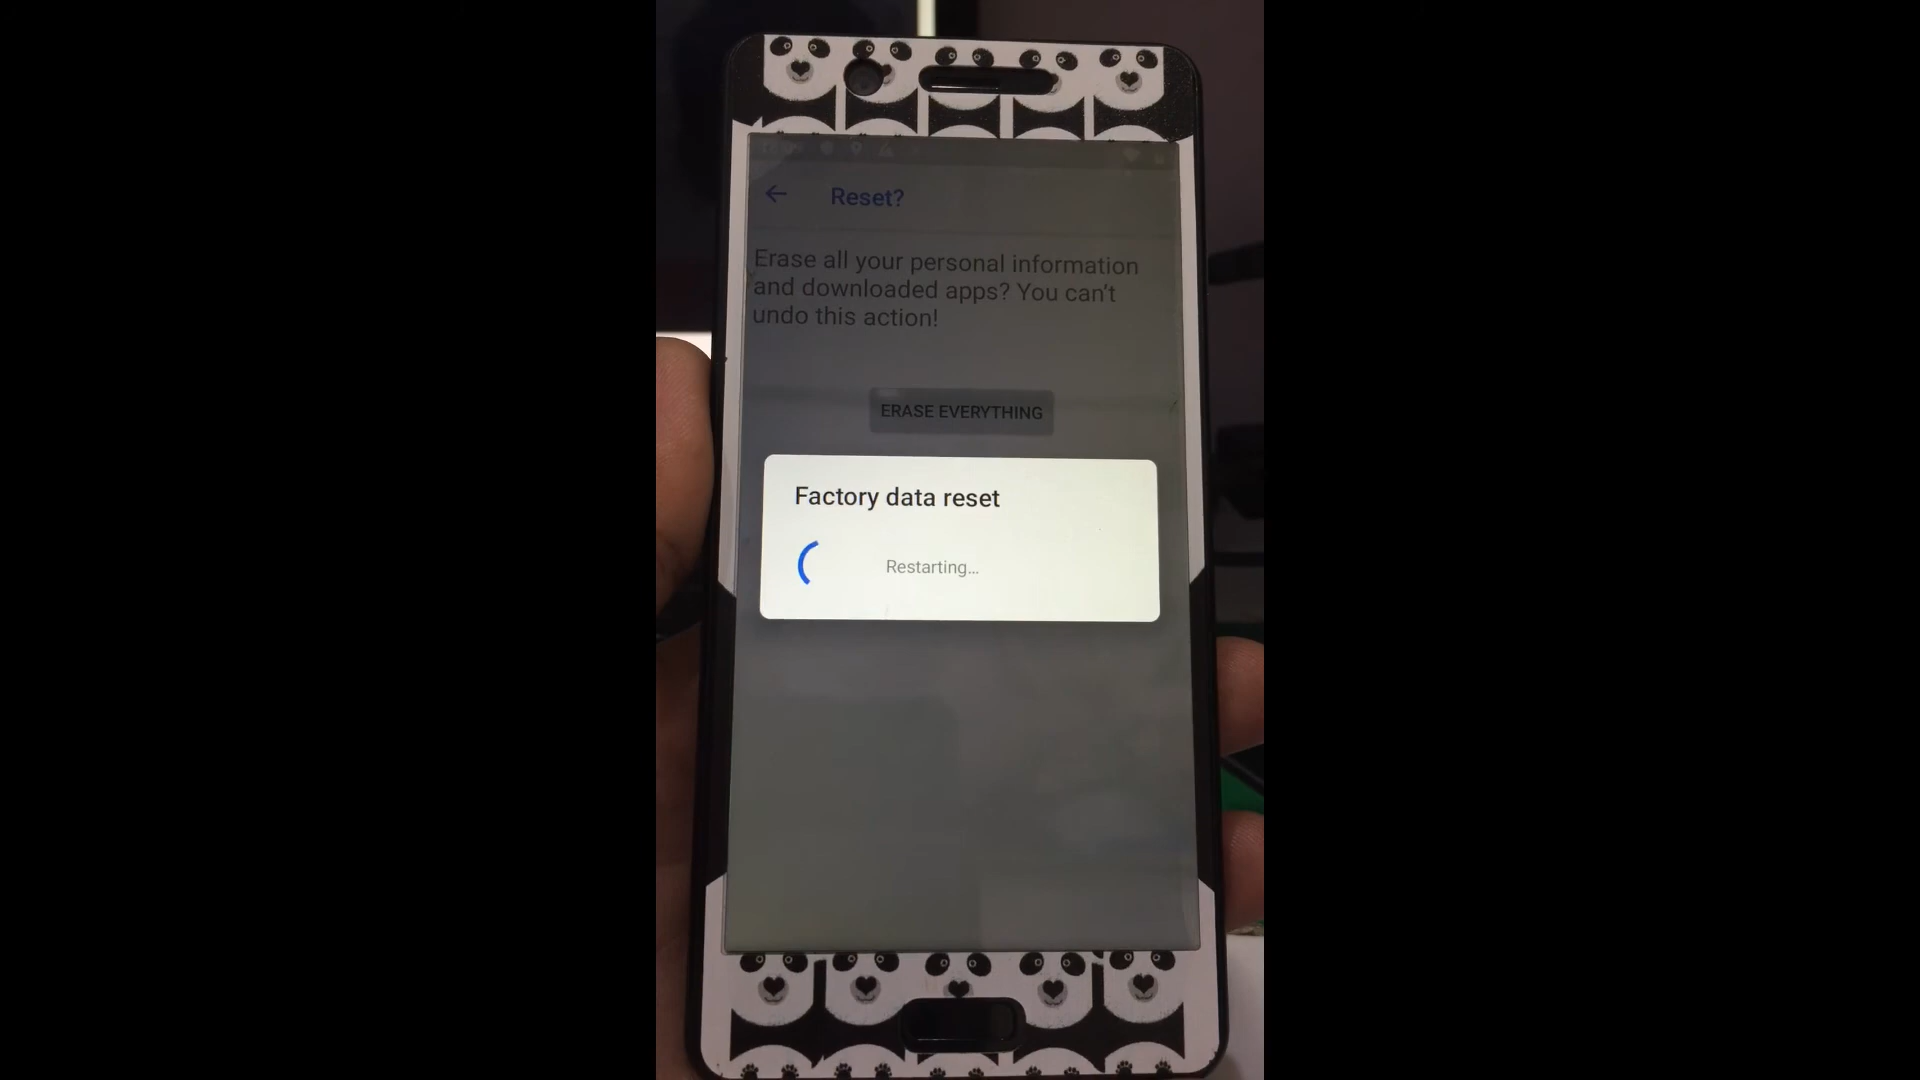 Reset?
Erase all your personal information
and downloaded apps? You can't
undo this action!
ERASE EVERYTHING
Factory data reset
Restarting...